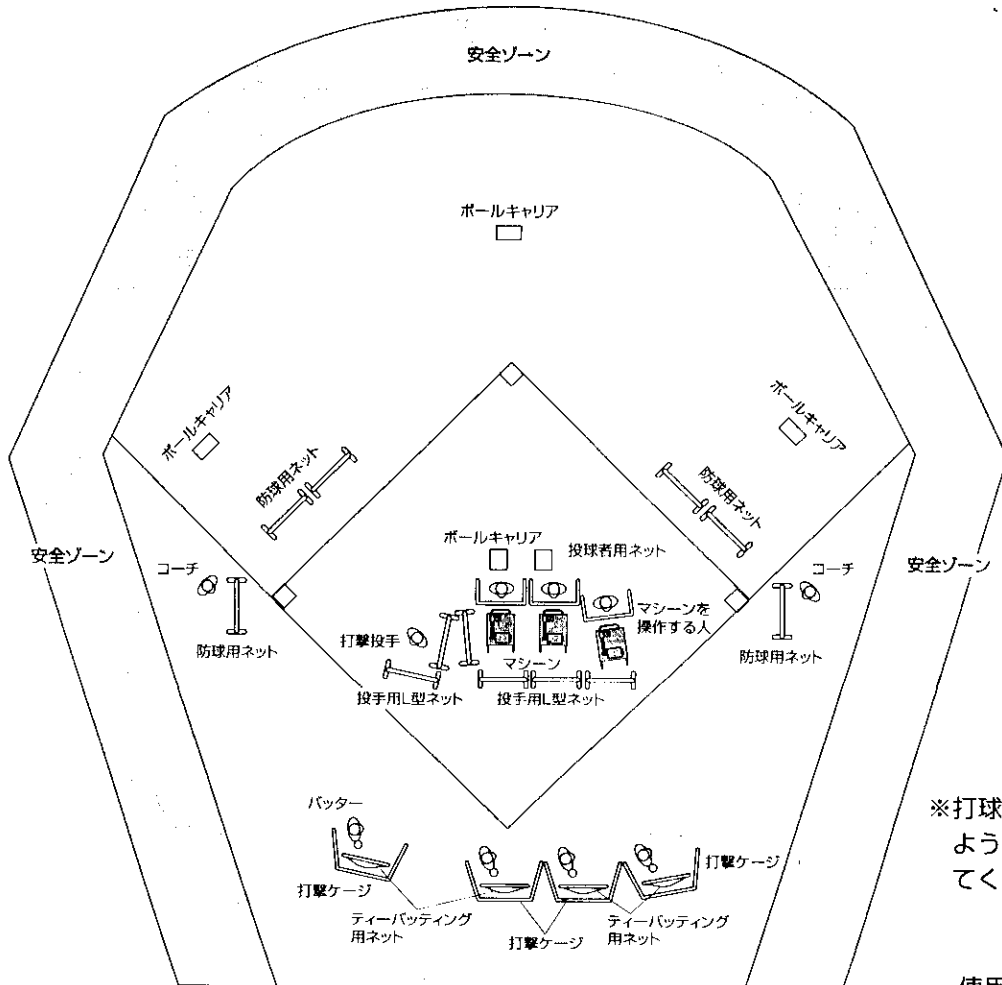 安全ゾーン
ボールキャリア
ボールキャリア
ボールキャリア
防球用ネット
防球用ネット
安全ゾーン
安全ゾーン
コーチ
コーチ
ボールキャリア
投球者用ネット
マシーンを
操作する人
打撃投手
防球用ネット
マシーン
防球用ネット
投手用L型ネット
投手用L型ネット
バッター
打撃ケージ
打撃ケージ
ティーバッティング
用ネット
打撃ケージ
ティーバッティング
用ネット
※打球
よう
てく